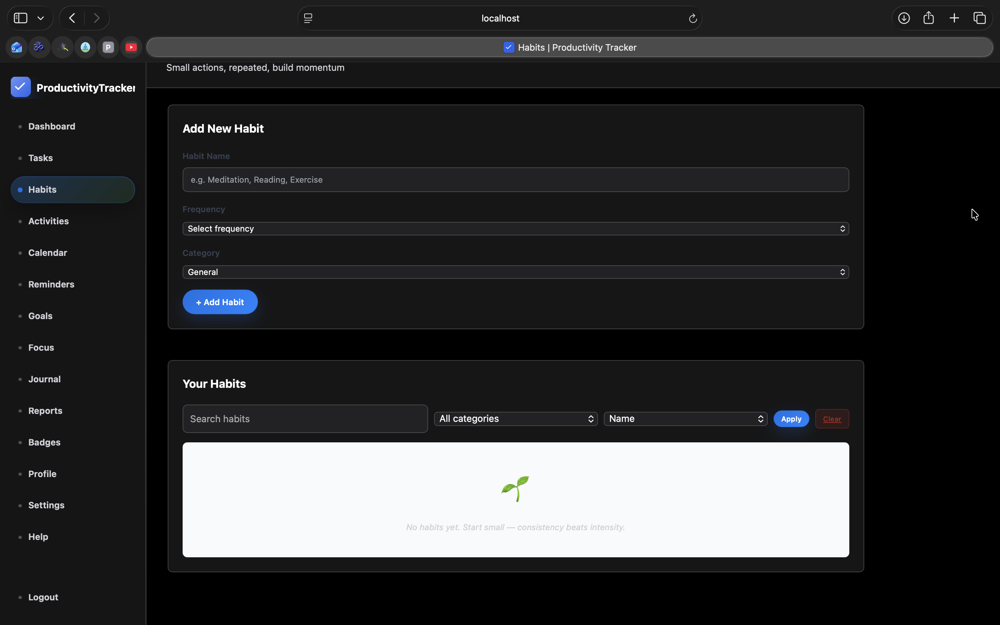 localhost
P
Habits | Productivity Tracker
ProductivityTracker
Dashboard
Tasks
Habits
Activities
Calendar
Reminders
Goals
Focus
Journal
Reports
Badges
Profile
Settings
Help
Logout
Small actions, repeated, build momentum
Add New Habit
Habit Name
e.g. Meditation, Reading, Exercise
Frequency
Select frequency
Category
General
+ Add Habit
Your Habits
Search habits All categories Name Apply Clear
No habits yet. Start small — consistency beats intensity.